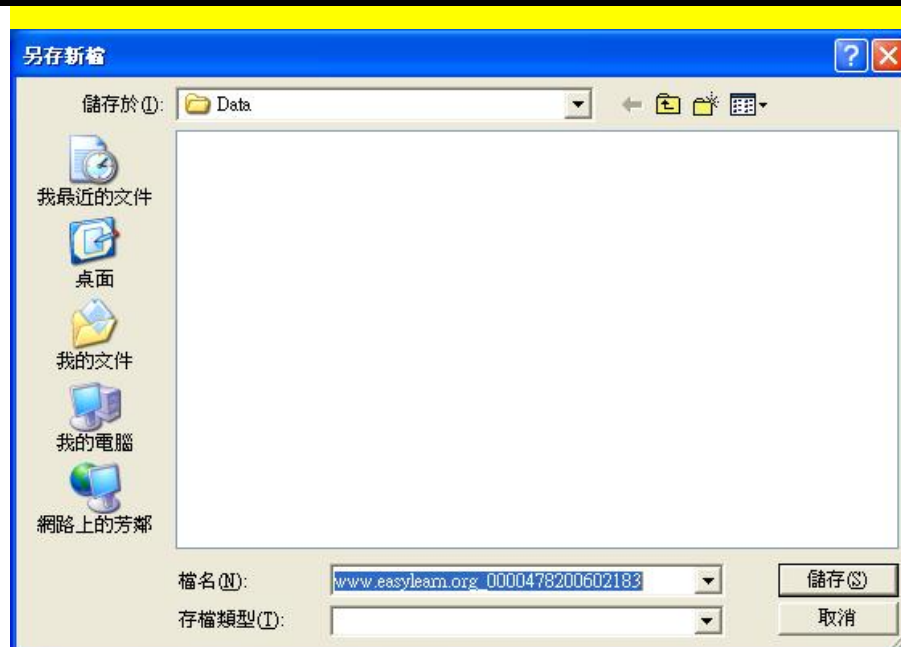 另存新檔
儲存於(I):
Data
我最近的文件
桌面
我的文件
我的電腦
網路上的芳鄰
檔名(N):
www.easylearn.org_0000478200602183
儲存(S)
存檔類型(T):
取消